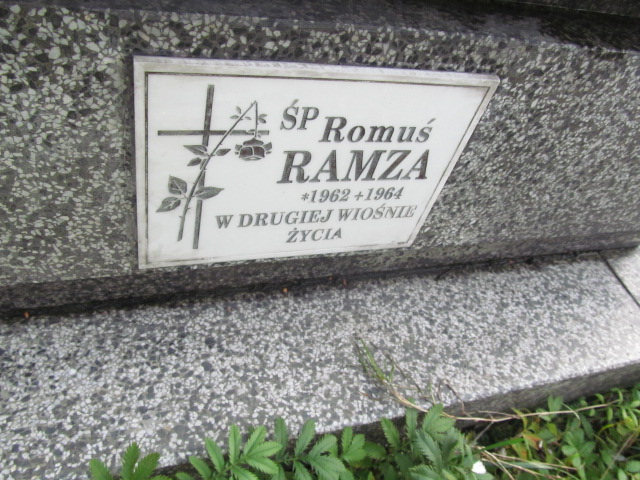 ŚP Romuś
RAMZA
*1962 +1964
W DRUGIEJ WIOŚNIE
ŻYCIA